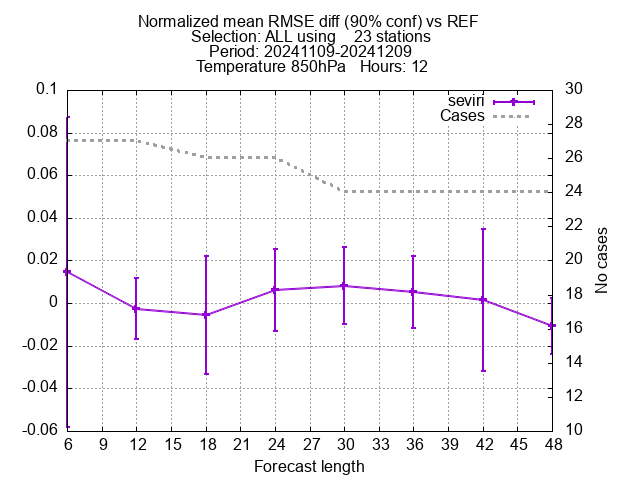 Normalized mean RMSE diff (90% conf) vs REF
Selection: ALL using    23 stations
Period: 20241109-20241209
Temperature 850hPa   Hours: 12
seviri
Cases
0.1
0.08
0.06
0.04
0.02
0
-0.02
-0.04
-0.06
30
28
26
24
22
20
18
16
14
12
10
No cases
6 9 12 15 18 21 24 27 30 33 36 39 42 45 48
Forecast length